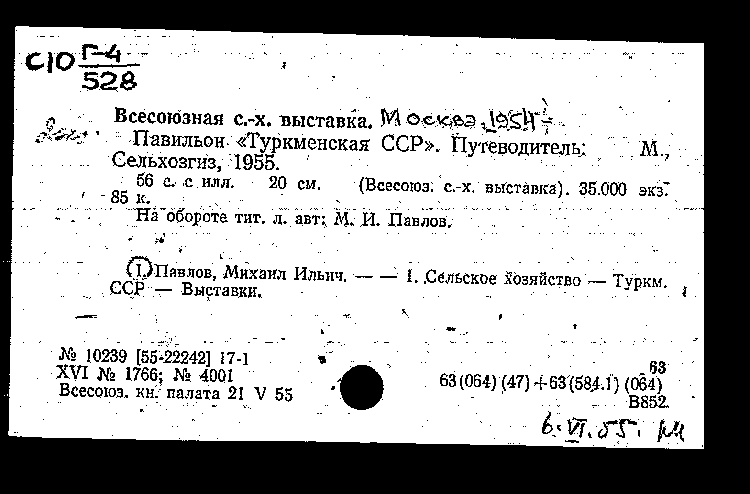 С10 Г-4
528
Всесоюзная с.-х. выставка. Москва. 1954-
Павильон «Туркменская ССР». Путеводитель. М.,
Сельхозгиз, 1955.
56 с. с илл. 20 см. (Всесоюз. с.-х. выставка). 35.000 экз.
85 к.
На обороте тит. л. авт: М. И. Павлов.
(I.) Павлов, Михаил Ильич. — — 1. Сельское хозяйство — Туркм.
ССР — Выставки.
№ 10239 [55-22242] 17-1
XVI № 1766; № 4001
Всесоюз. кн. палата 21 V 55
63
63(064)(47)+63(584.1)(064)
В852.
6.VI.55.